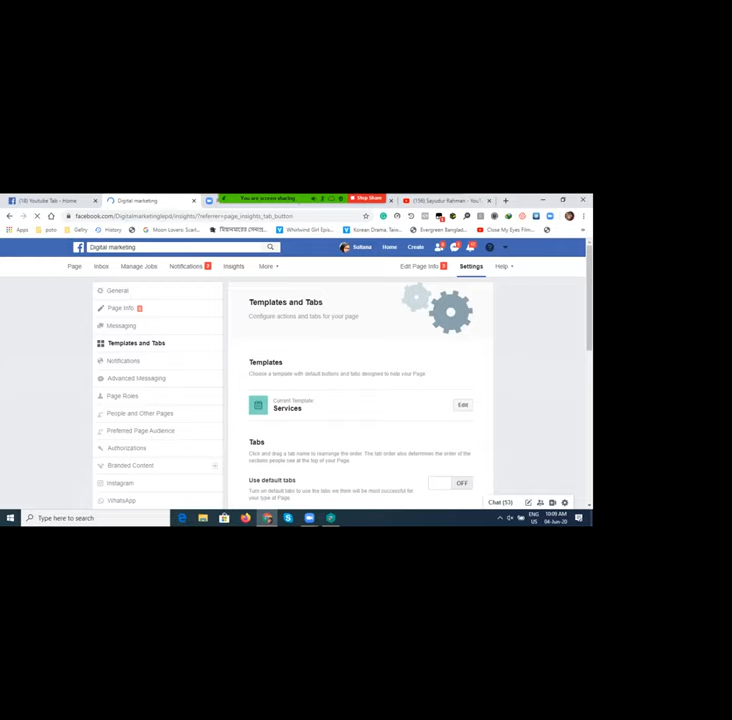 (18) Youtube Tab - Home
Digital marketing
You are screen sharing
Stop Share
(156) Sayudur Rahman - You
facebook.com/Digitalmarketinglepd/insights/?referrer=page_insights_tab_button
Apps
psto
Gelby
History
Moon Lovers: Scarl...
Whirlwind Girl Epis...
Korean Drama, Taiw...
Evergreen Banglad...
Close My Eyes Film...
Digital marketing
Sultana
Home
Create
Page
Inbox
Manage Jobs
Notifications 2
Insights
More
Edit Page Info 5
Settings
Help
General
Page Info 2
Messaging
Templates and Tabs
Notifications
Advanced Messaging
Page Roles
People and Other Pages
Preferred Page Audience
Authorizations
Branded Content
Instagram
WhatsApp
Templates and Tabs
Configure actions and tabs for your page
Templates
Choose a template with default buttons and tabs designed to help your Page
Current Template
Services
Edit
Tabs
Click and drag a tab name to rearrange the order. The tab order also determines the order of the
sections people see at the top of your Page.
Use default tabs
Turn on default tabs to use the tabs we think will be most successful for
your type of Page.
OFF
Chat (53)
Type here to search
ENG
US
10:09 AM
04-Jun-20